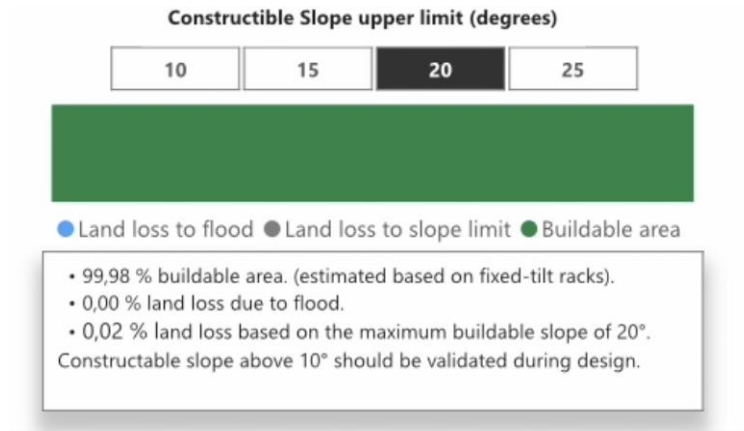 Constructible Slope upper limit (degrees)
10 15 20 25
Land loss to flood Land loss to slope limit Buildable area
• 99,98 % buildable area. (estimated based on fixed-tilt racks).
• 0,00 % land loss due to flood.
• 0,02 % land loss based on the maximum buildable slope of 20°.
Constructable slope above 10° should be validated during design.